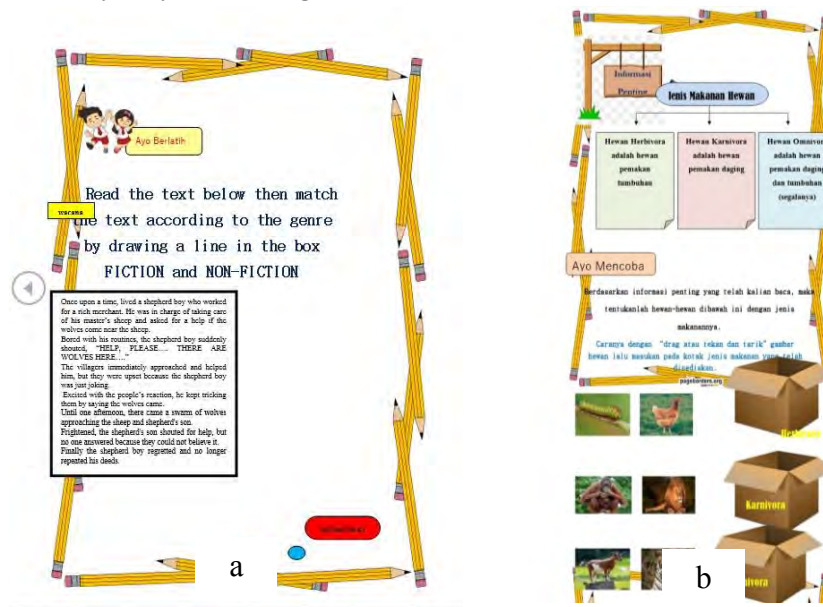 Ayo Berlatih
Read the text below then match
wacana
the text according to the genre
by drawing a line in the box
FICTION and NON-FICTION
Once upon a time, lived a shepherd boy who worked
for a rich merchant. He was in charge of taking care
of his master's sheep and asked for a help if the
wolves come near the sheep.
Bored with his routines, the shepherd boy suddenly
shouted, "HELP, PLEASE.... THERE ARE
WOLVES HERE...."
The villagers immediately approached and helped
him, but they were upset because the shepherd boy
was just joking.
Excited with the people's reaction, he kept tricking
them by saying the wolves came.
Until one afternoon, there came a swarm of wolves
approaching the sheep and shepherd's son.
Frightened, the shepherd's son shouted for help, but
no one answered because they could not believe it.
Finally the shepherd boy regretted and no longer
repeated his deeds.
a
Informasi
Penting
Jenis Makanan Hewan
Hewan Herbivora
adalah hewan
pemakan
tumbuhan
Hewan Karnivora
adalah hewan
pemakan daging
Hewan Omnivora
adalah hewan
pemakan daging
dan tumbuhan
(segalanya)
Ayo Mencoba
Berdasarkan informasi penting yang telah kalian baca, maka
tentukanlah hewan-hewan dibawah ini dengan jenis
makanannya.
Caranya dengan "drag atau tekan dan tarik" gambar
hewan lalu masukan pada kotak jenis makanan yang telah
disediakan.
pageborders.org
Karnivora
b